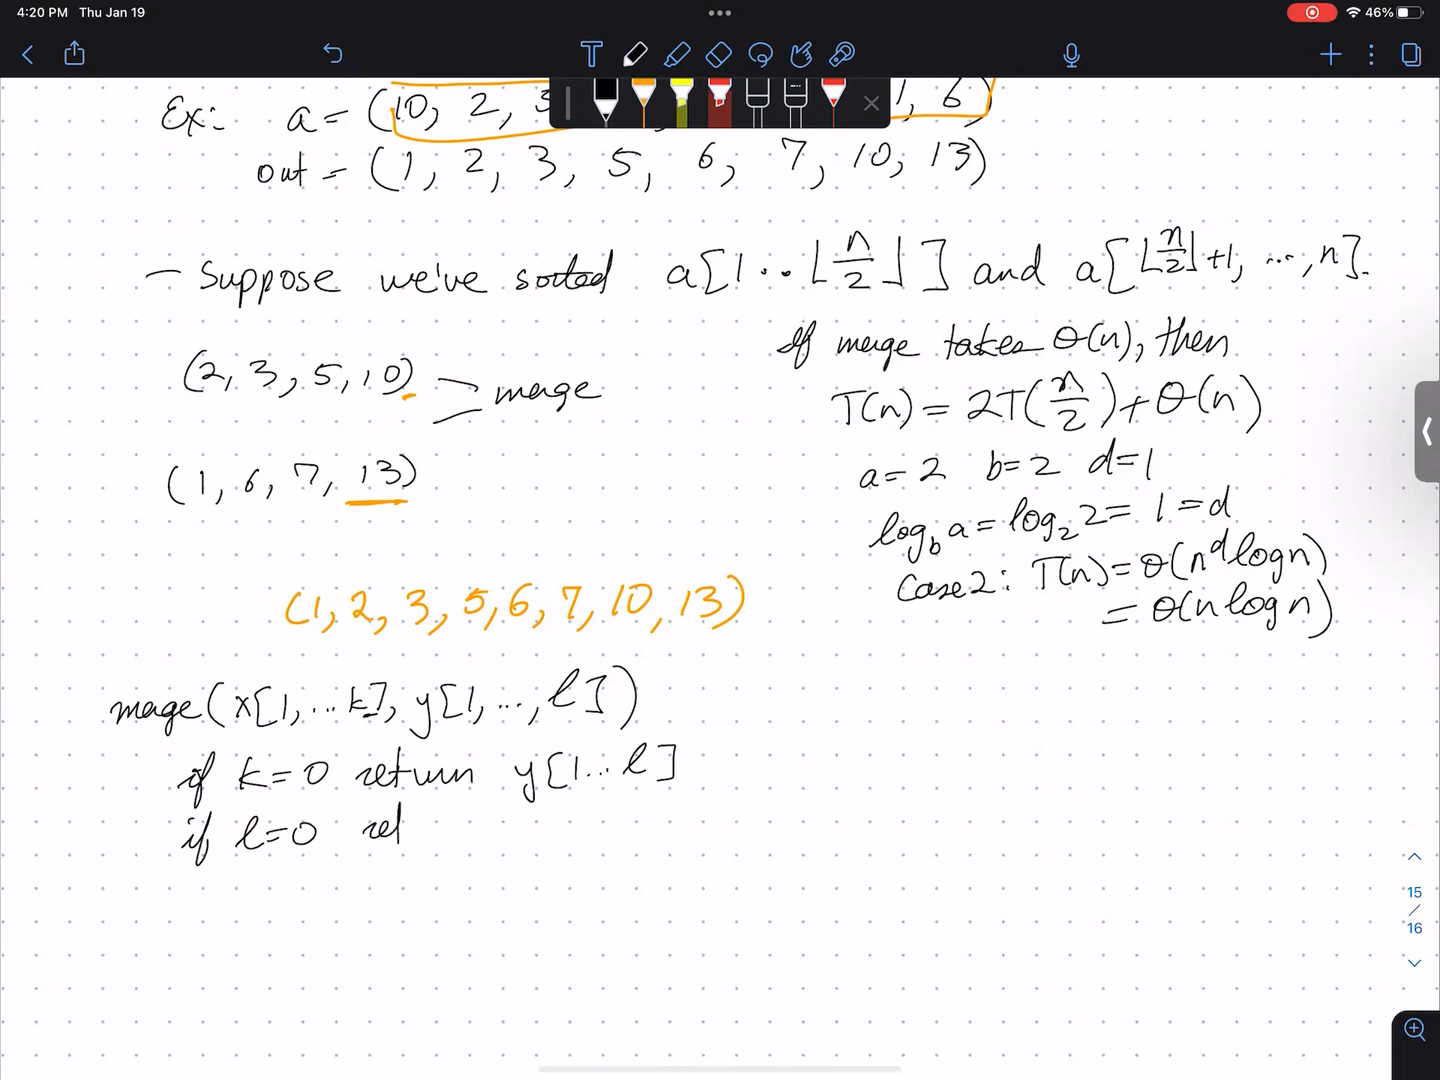 4:20 PM Thu Jan 19
46%
Ex: a = (10, 2, 3 1, 6)
out = (1, 2, 3, 5, 6, 7, 10, 13)
— Suppose we've sorted a[1..⌊n/2⌋] and a[⌊n/2⌋+1, ..., n].
If merge takes Θ(n), then
(2, 3, 5, 10) > merge
T(n) = 2T(n/2) + Θ(n)
(1, 6, 7, 13)
a = 2 b = 2 d = 1
log_b a = log_2 2 = 1 = d
Case 2: T(n) = Θ(n^d log n)
= Θ(n log n)
(1, 2, 3, 5, 6, 7, 10, 13)
merge(x[1, ... k], y[1, ..., l])
if k = 0 return y[1 ... l]
if l = 0 ret
15
/
16